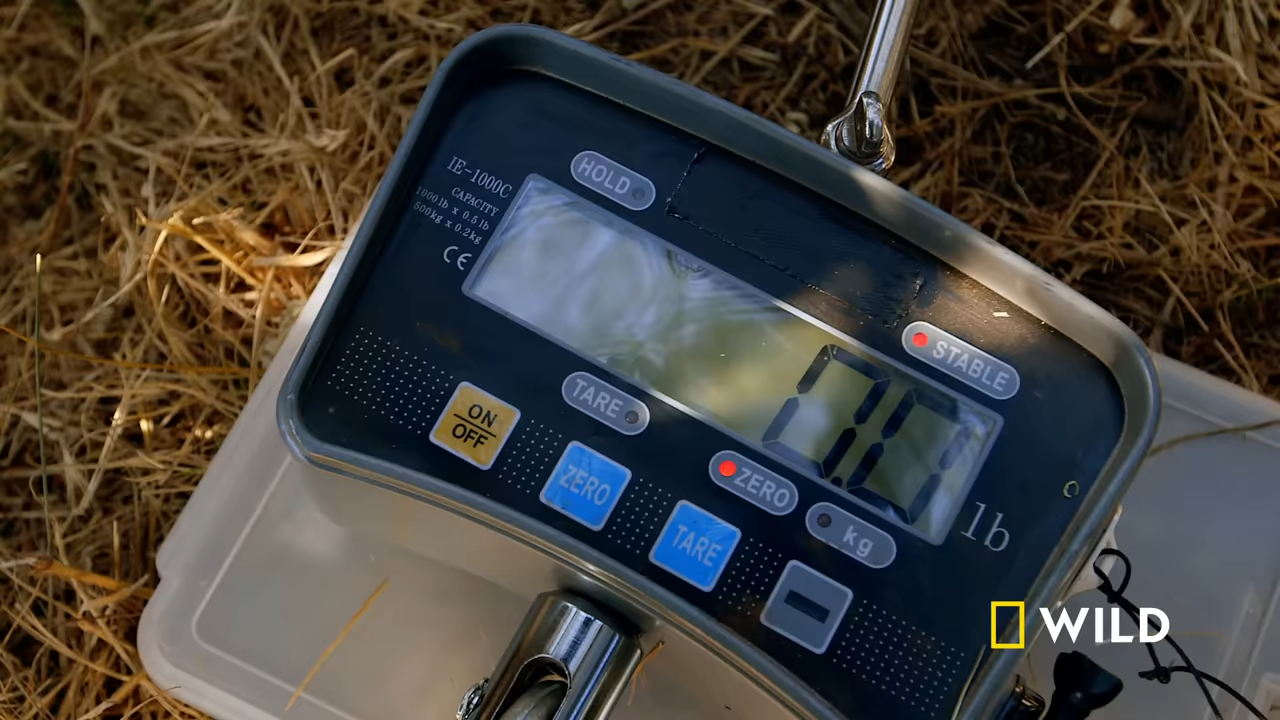 IE-1000C
CAPACITY
1000lb x 0.5lb
500kg x 0.2kg
CE
HOLD
STABLE
0.0
lb
TARE
ZERO
kg
ON
OFF
ZERO
TARE
WILD